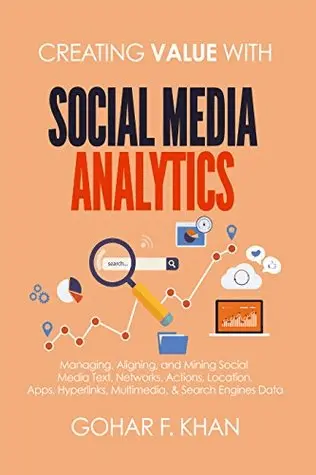 CREATING VALUE WITH
SOCIAL MEDIA
ANALYTICS
search...
Managing, Aligning, and Mining Social
Media Text, Networks, Actions, Location,
Apps, Hyperlinks, Multimedia, & Search Engines Data
GOHAR F. KHAN